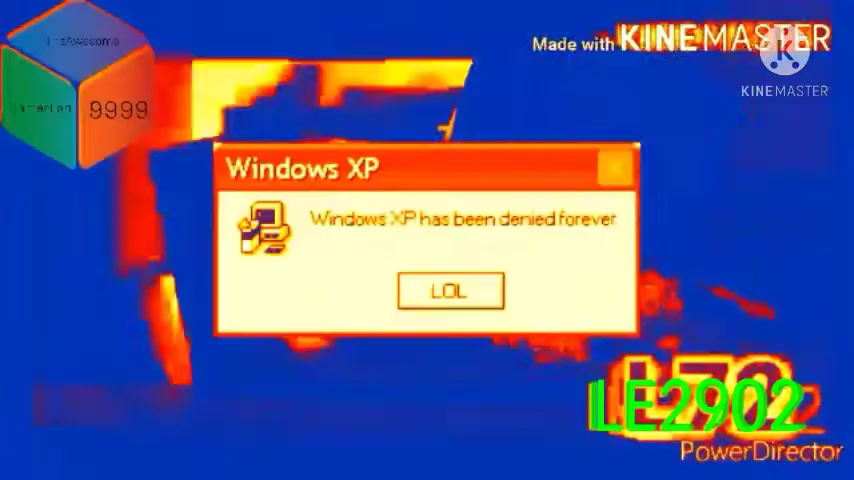 Made with KINEMASTER
KINEMASTER
9999
Windows XP
Windows XP has been denied forever
LOL
LE2902
PowerDirector